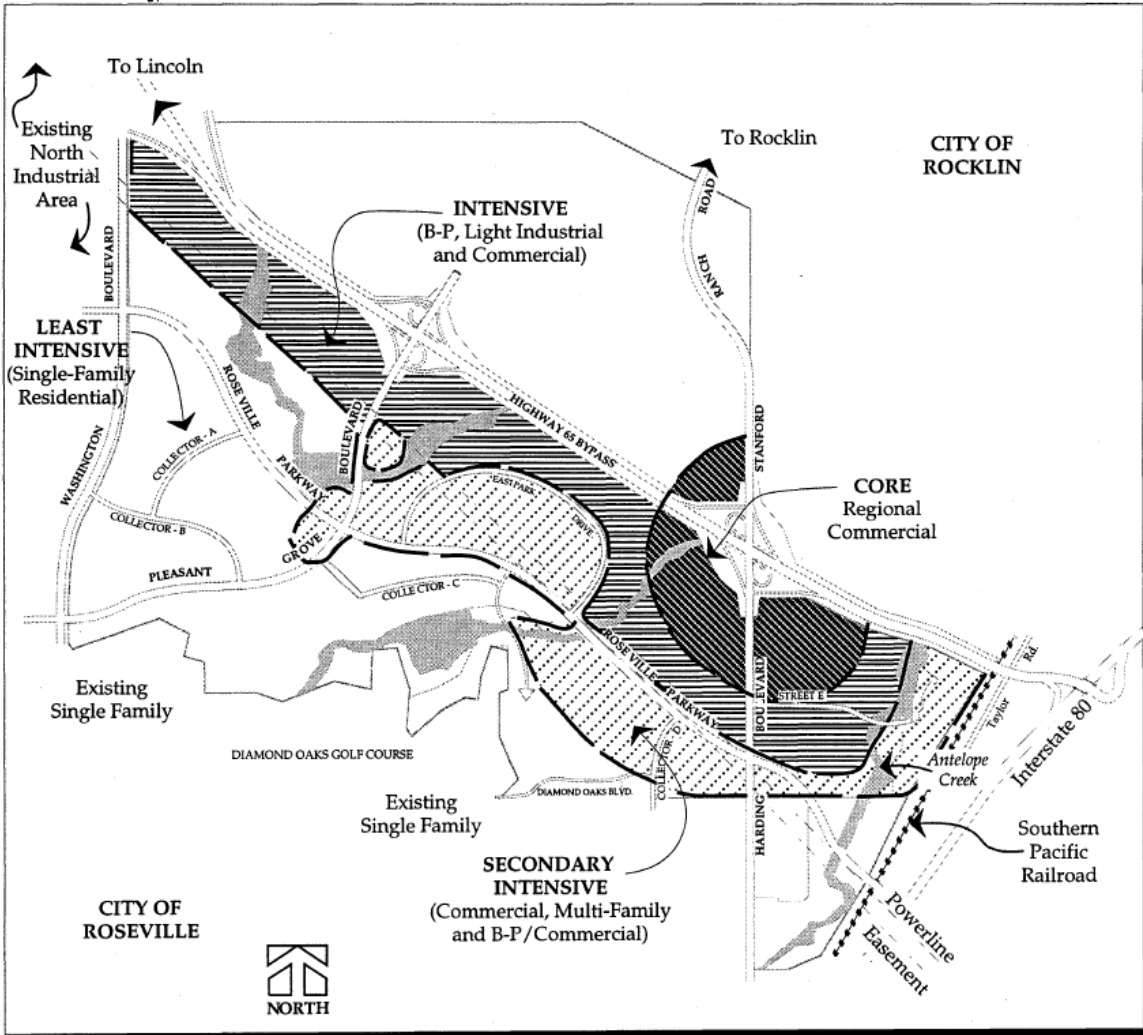 To Lincoln
Existing
North
Industrial
Area
To Rocklin
CITY OF
ROCKLIN
ROAD
RANCH
INTENSIVE
(B-P, Light Industrial
and Commercial)
BOULEVARD
LEAST
INTENSIVE
(Single-Family
Residential)
ROSEVILLE
PARKWAY
BOULEVARD
HIGHWAY 65 BYPASS
STANFORD
COLLECTOR - A
WASHINGTON
COLLECTOR - B
EAST PARK
DRIVE
CORE
Regional
Commercial
PLEASANT
GROVE
COLLECTOR - C
ROSEVILLE
PARKWAY
STREET E
BOULEVARD
Rd.
Taylor
Interstate 80
Existing
Single Family
DIAMOND OAKS GOLF COURSE
COLLECTOR - D
DIAMOND OAKS BLVD.
Antelope
Creek
Existing
Single Family
HARDING
Southern
Pacific
Railroad
SECONDARY
INTENSIVE
(Commercial, Multi-Family
and B-P/Commercial)
CITY OF
ROSEVILLE
Powerline
Easement
NORTH